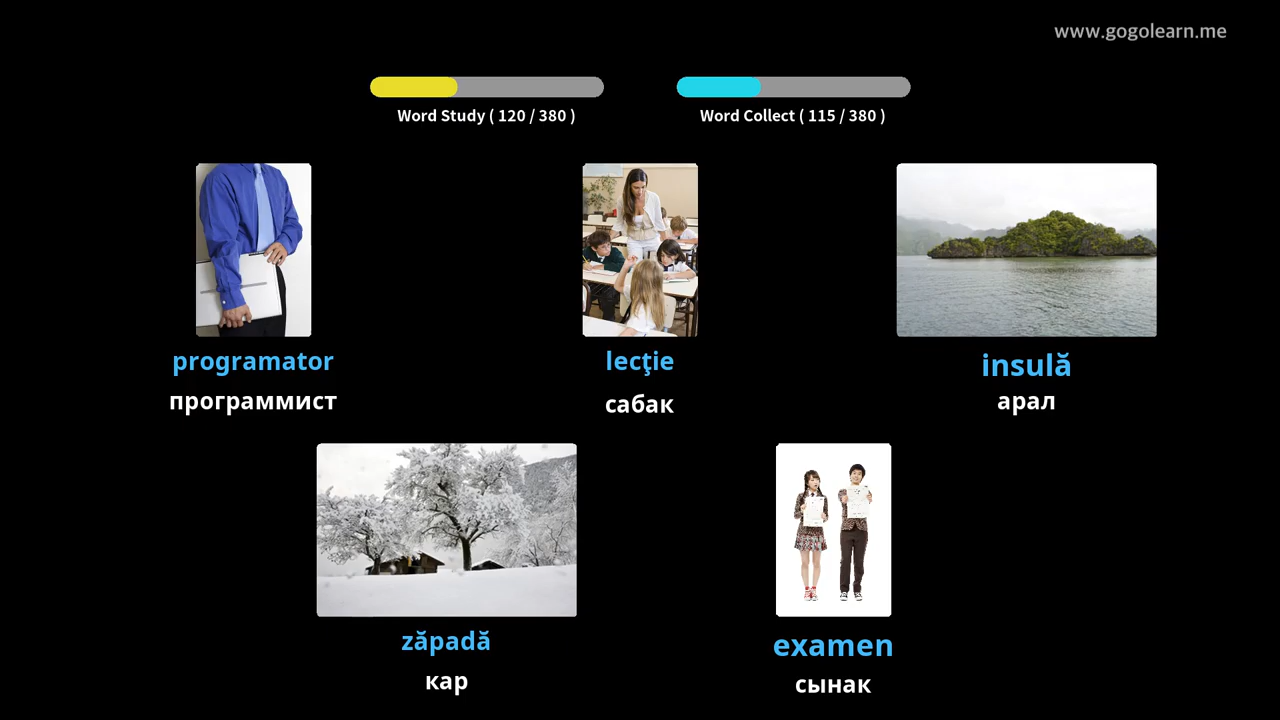 www.gogolearn.me
Word Study ( 120 / 380 )
Word Collect ( 115 / 380 )
programator
программист
lecţie
сабак
insulă
арал
zăpadă
кар
examen
сынак